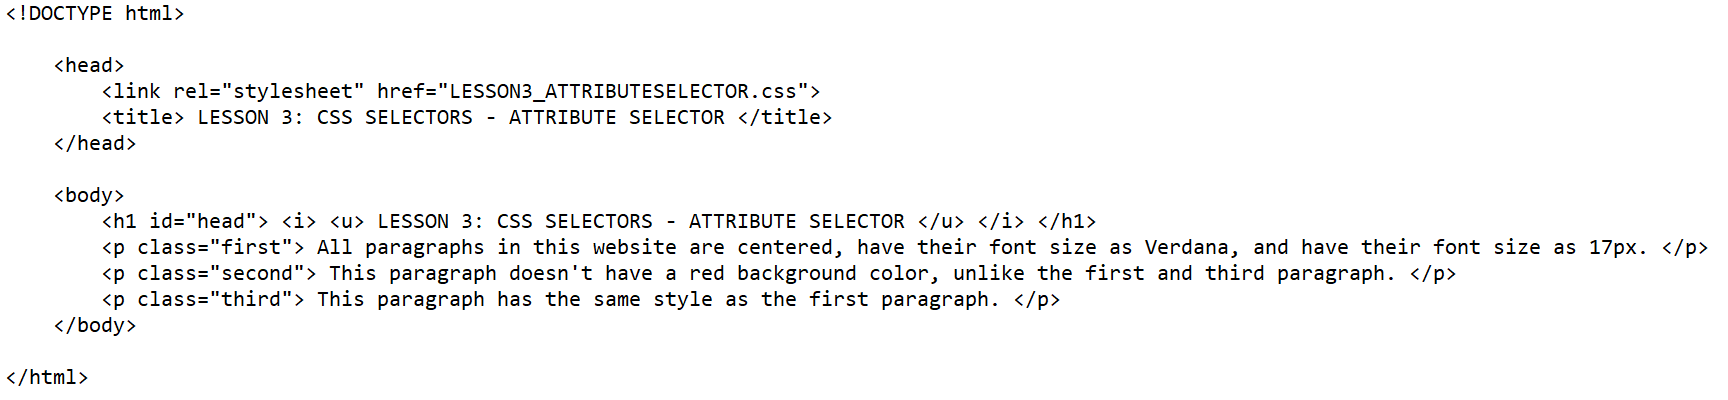 <!DOCTYPE html>
<head>
<link rel="stylesheet" href="LESSON3_ATTRIBUTESELECTOR.css">
<title> LESSON 3: CSS SELECTORS - ATTRIBUTE SELECTOR </title>
</head>
<body>
<h1 id="head"> <i> <u> LESSON 3: CSS SELECTORS - ATTRIBUTE SELECTOR </u> </i> </h1>
<p class="first"> All paragraphs in this website are centered, have their font size as Verdana, and have their font size as 17px. </p>
<p class="second"> This paragraph doesn't have a red background color, unlike the first and third paragraph. </p>
<p class="third"> This paragraph has the same style as the first paragraph. </p>
</body>
</html>